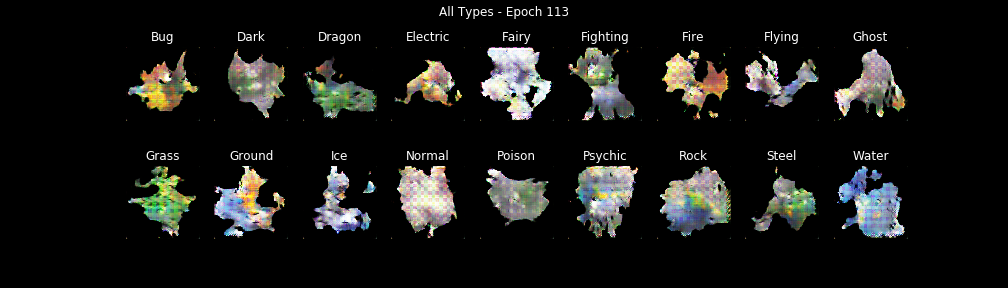 All Types - Epoch 113
Bug Dark Dragon Electric Fairy Fighting Fire Flying Ghost
Grass Ground Ice Normal Poison Psychic Rock Steel Water